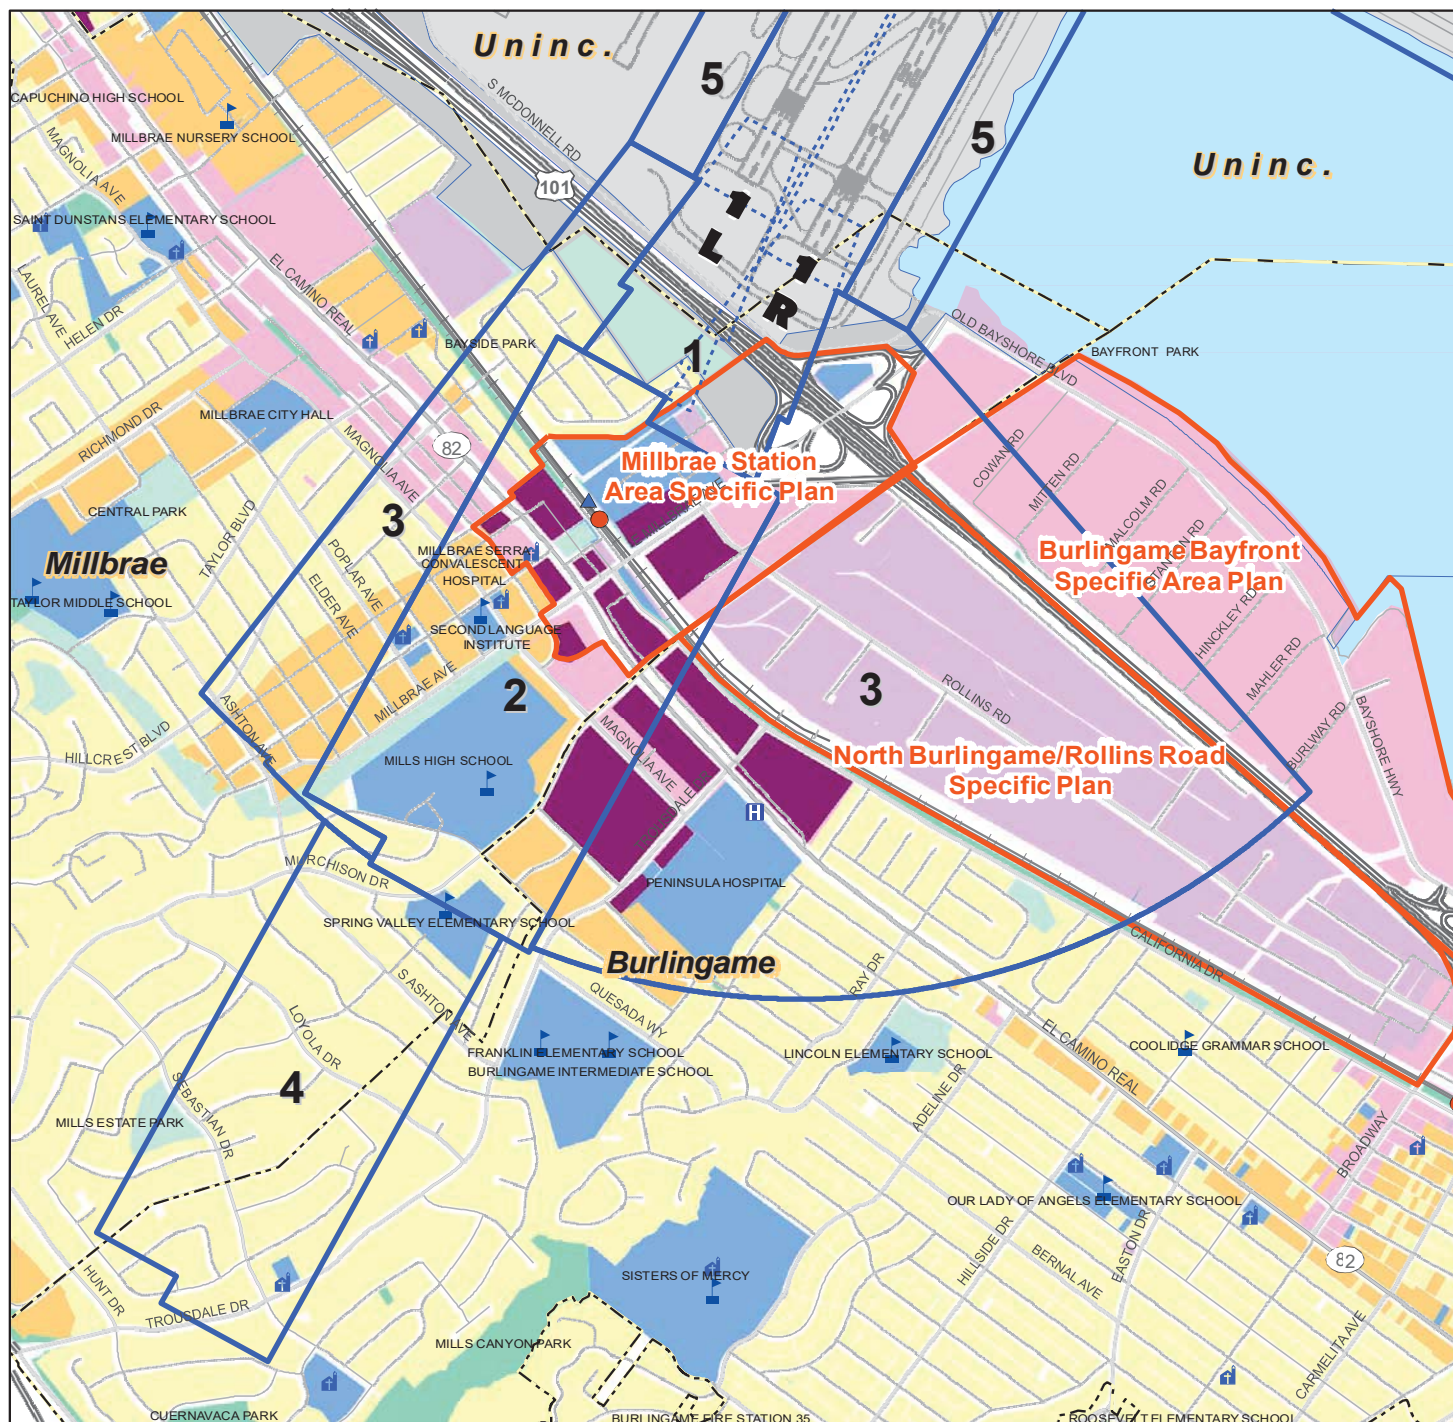 Uninc.
5
S MCDONNELL RD
CAPUCHINO HIGH SCHOOL
MILLBRAE NURSERY SCHOOL
5
Uninc.
MAGNOLIA AVE
101
SAINT DUNSTANS ELEMENTARY SCHOOL
1
L
1
R
LAUREL AVE
HELEN DR
EL CAMINO REAL
BAYSIDE PARK
1
OLD BAYSHORE BLVD
BAYFRONT PARK
RICHMOND DR
MILLBRAE CITY HALL
MAGNOLIA AVE
82
Millbrae Station
Area Specific Plan
MILLBRAE AVE
COWAN RD
MITTEN RD
MALCOLM RD
STANTON RD
CENTRAL PARK
TAYLOR BLVD
3
POPLAR AVE
ELDER AVE
Millbrae
MILLBRAE SERRA
CONVALESCENT
HOSPITAL
Burlingame Bayfront
Specific Area Plan
TAYLOR MIDDLE SCHOOL
SECOND LANGUAGE
INSTITUTE
HINCKLEY RD
MAHLER RD
BURLWAY RD
BAYSHORE HWY
MILLBRAE AVE
2
3
ROLLINS RD
ASHTON AVE
HILLCREST BLVD
MAGNOLIA AVE
MILLS HIGH SCHOOL
North Burlingame/Rollins Road
Specific Plan
H
MURCHISON DR
PENINSULA HOSPITAL
SPRING VALLEY ELEMENTARY SCHOOL
CALIFORNIA DR
Burlingame
S ASHTON AVE
QUESADA WY
RAY DR
LOYOLA DR
FRANKLIN ELEMENTARY SCHOOL
BURLINGAME INTERMEDIATE SCHOOL
LINCOLN ELEMENTARY SCHOOL
EL CAMINO REAL
COOLIDGE GRAMMAR SCHOOL
4
SEBASTIAN DR
ADELINE DR
MILLS ESTATE PARK
BROADWAY
OUR LADY OF ANGELS ELEMENTARY SCHOOL
HILLSIDE DR
EASTON DR
BERNAL AVE
82
HUNT DR
SISTERS OF MERCY
TROUSDALE DR
MILLS CANYON PARK
CARMELITA AVE
CUERNAVACA PARK
BURLINGAME FIRE STATION 35
ROOSEVELT ELEMENTARY SCHOOL